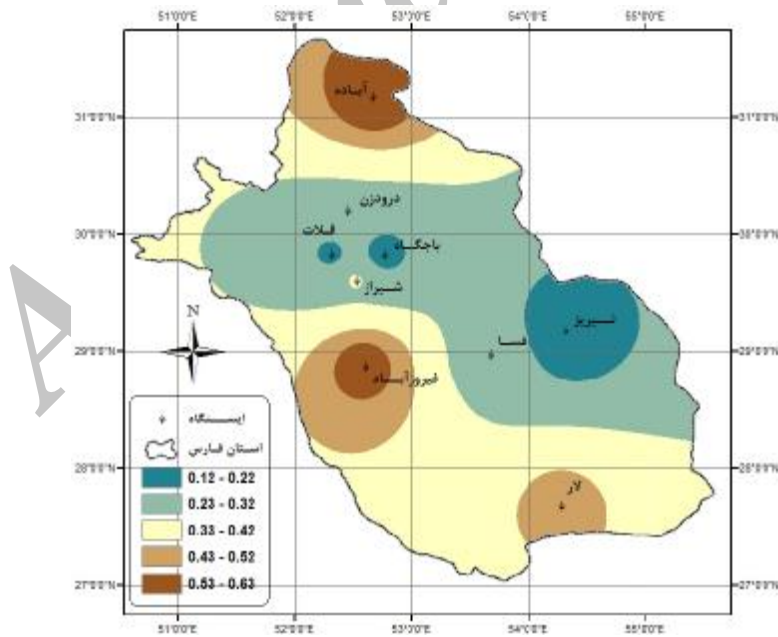 51°0'0"E 52°0'0"E 53°0'0"E 54°0'0"E 55°0'0"E
آباده
31°0'0"N 31°0'0"N
درودزن
قلات
30°0'0"N 30°0'0"N
باجگاه
شیراز
نیریز
N
فسا
29°0'0"N 29°0'0"N
فیروزآباد
ایستگاه
استان فارس
28°0'0"N 28°0'0"N
0.12 - 0.22
لار
0.23 - 0.32
0.33 - 0.42
0.43 - 0.52
0.53 - 0.63
27°0'0"N 27°0'0"N
51°0'0"E 52°0'0"E 53°0'0"E 54°0'0"E 55°0'0"E
A